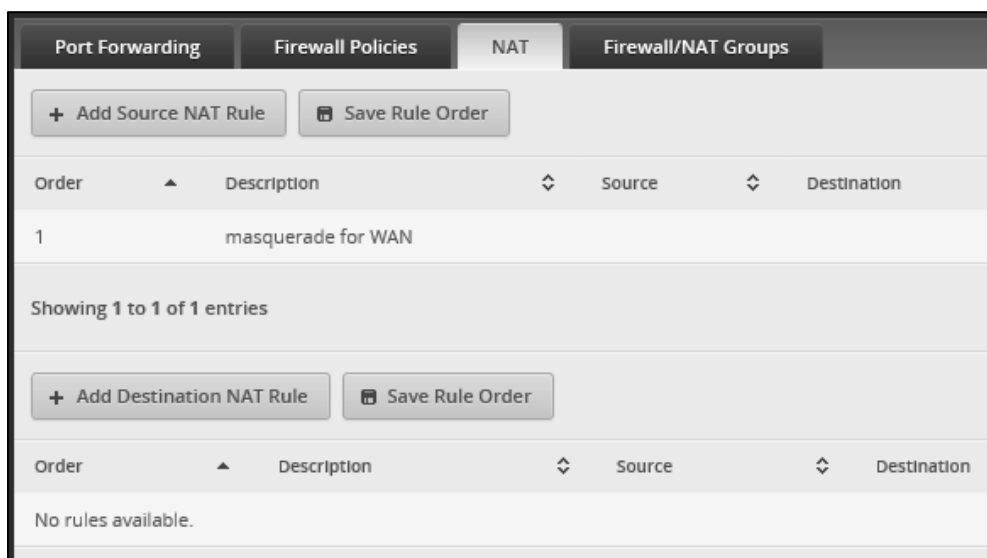 Port Forwarding Firewall Policies NAT Firewall/NAT Groups
+ Add Source NAT Rule Save Rule Order
Order Description Source Destination
1 masquerade for WAN
Showing 1 to 1 of 1 entries
+ Add Destination NAT Rule Save Rule Order
Order Description Source Destination
No rules available.